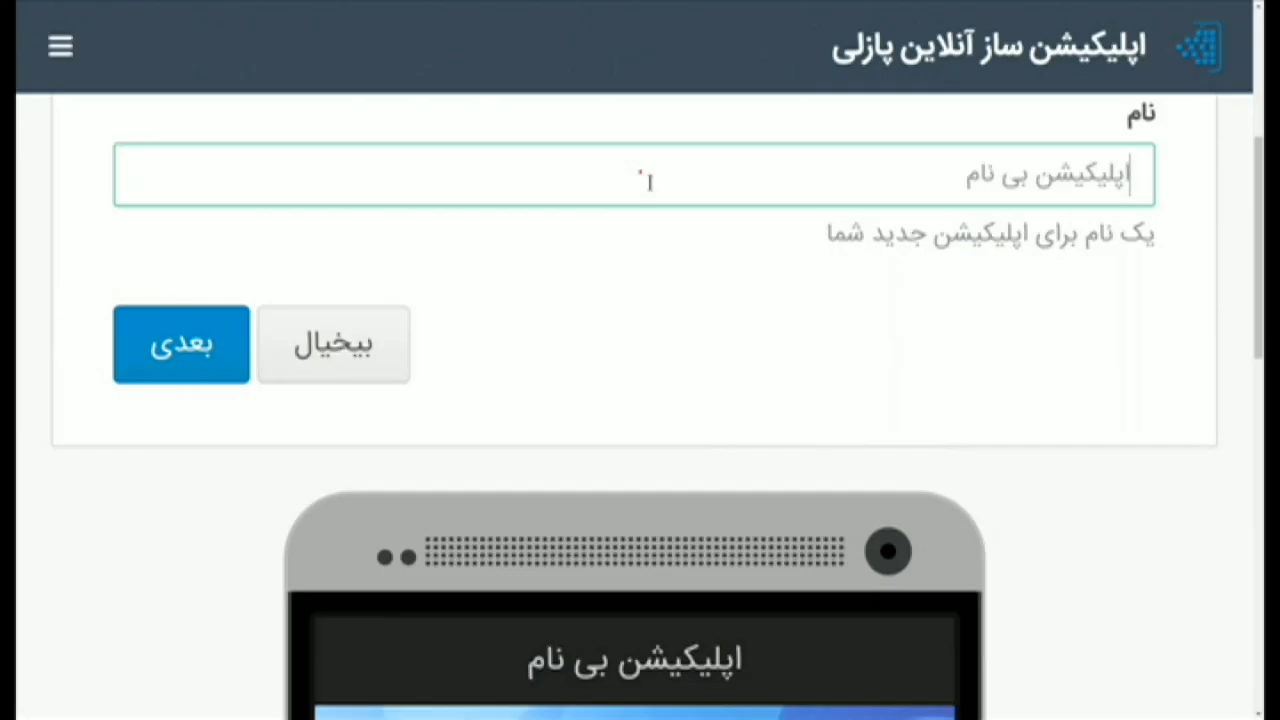 اپلیکیشن ساز آنلاین پازلی
نام
اپلیکیشن بی نام
یک نام برای اپلیکیشن جدید شما
بیخیال
بعدی
اپلیکیشن بی نام